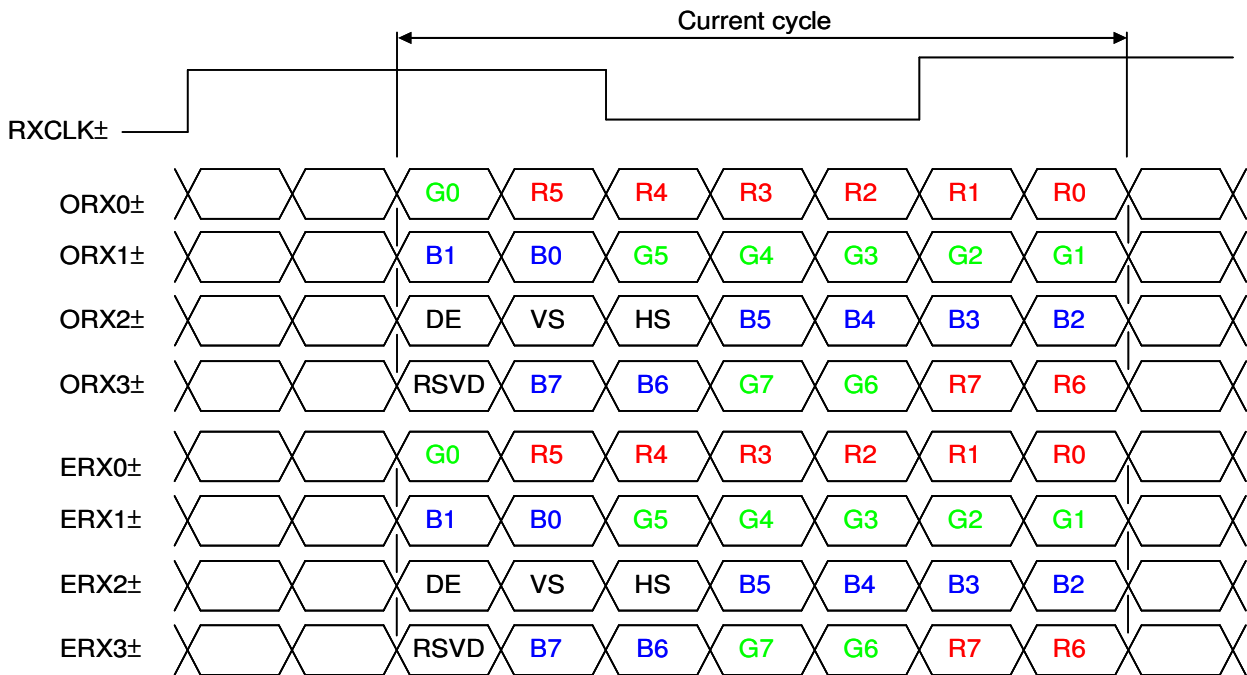 Current cycle
RXCLK±
ORX0± G0 R5 R4 R3 R2 R1 R0
ORX1± B1 B0 G5 G4 G3 G2 G1
ORX2± DE VS HS B5 B4 B3 B2
ORX3± RSVD B7 B6 G7 G6 R7 R6
ERX0± G0 R5 R4 R3 R2 R1 R0
ERX1± B1 B0 G5 G4 G3 G2 G1
ERX2± DE VS HS B5 B4 B3 B2
ERX3± RSVD B7 B6 G7 G6 R7 R6